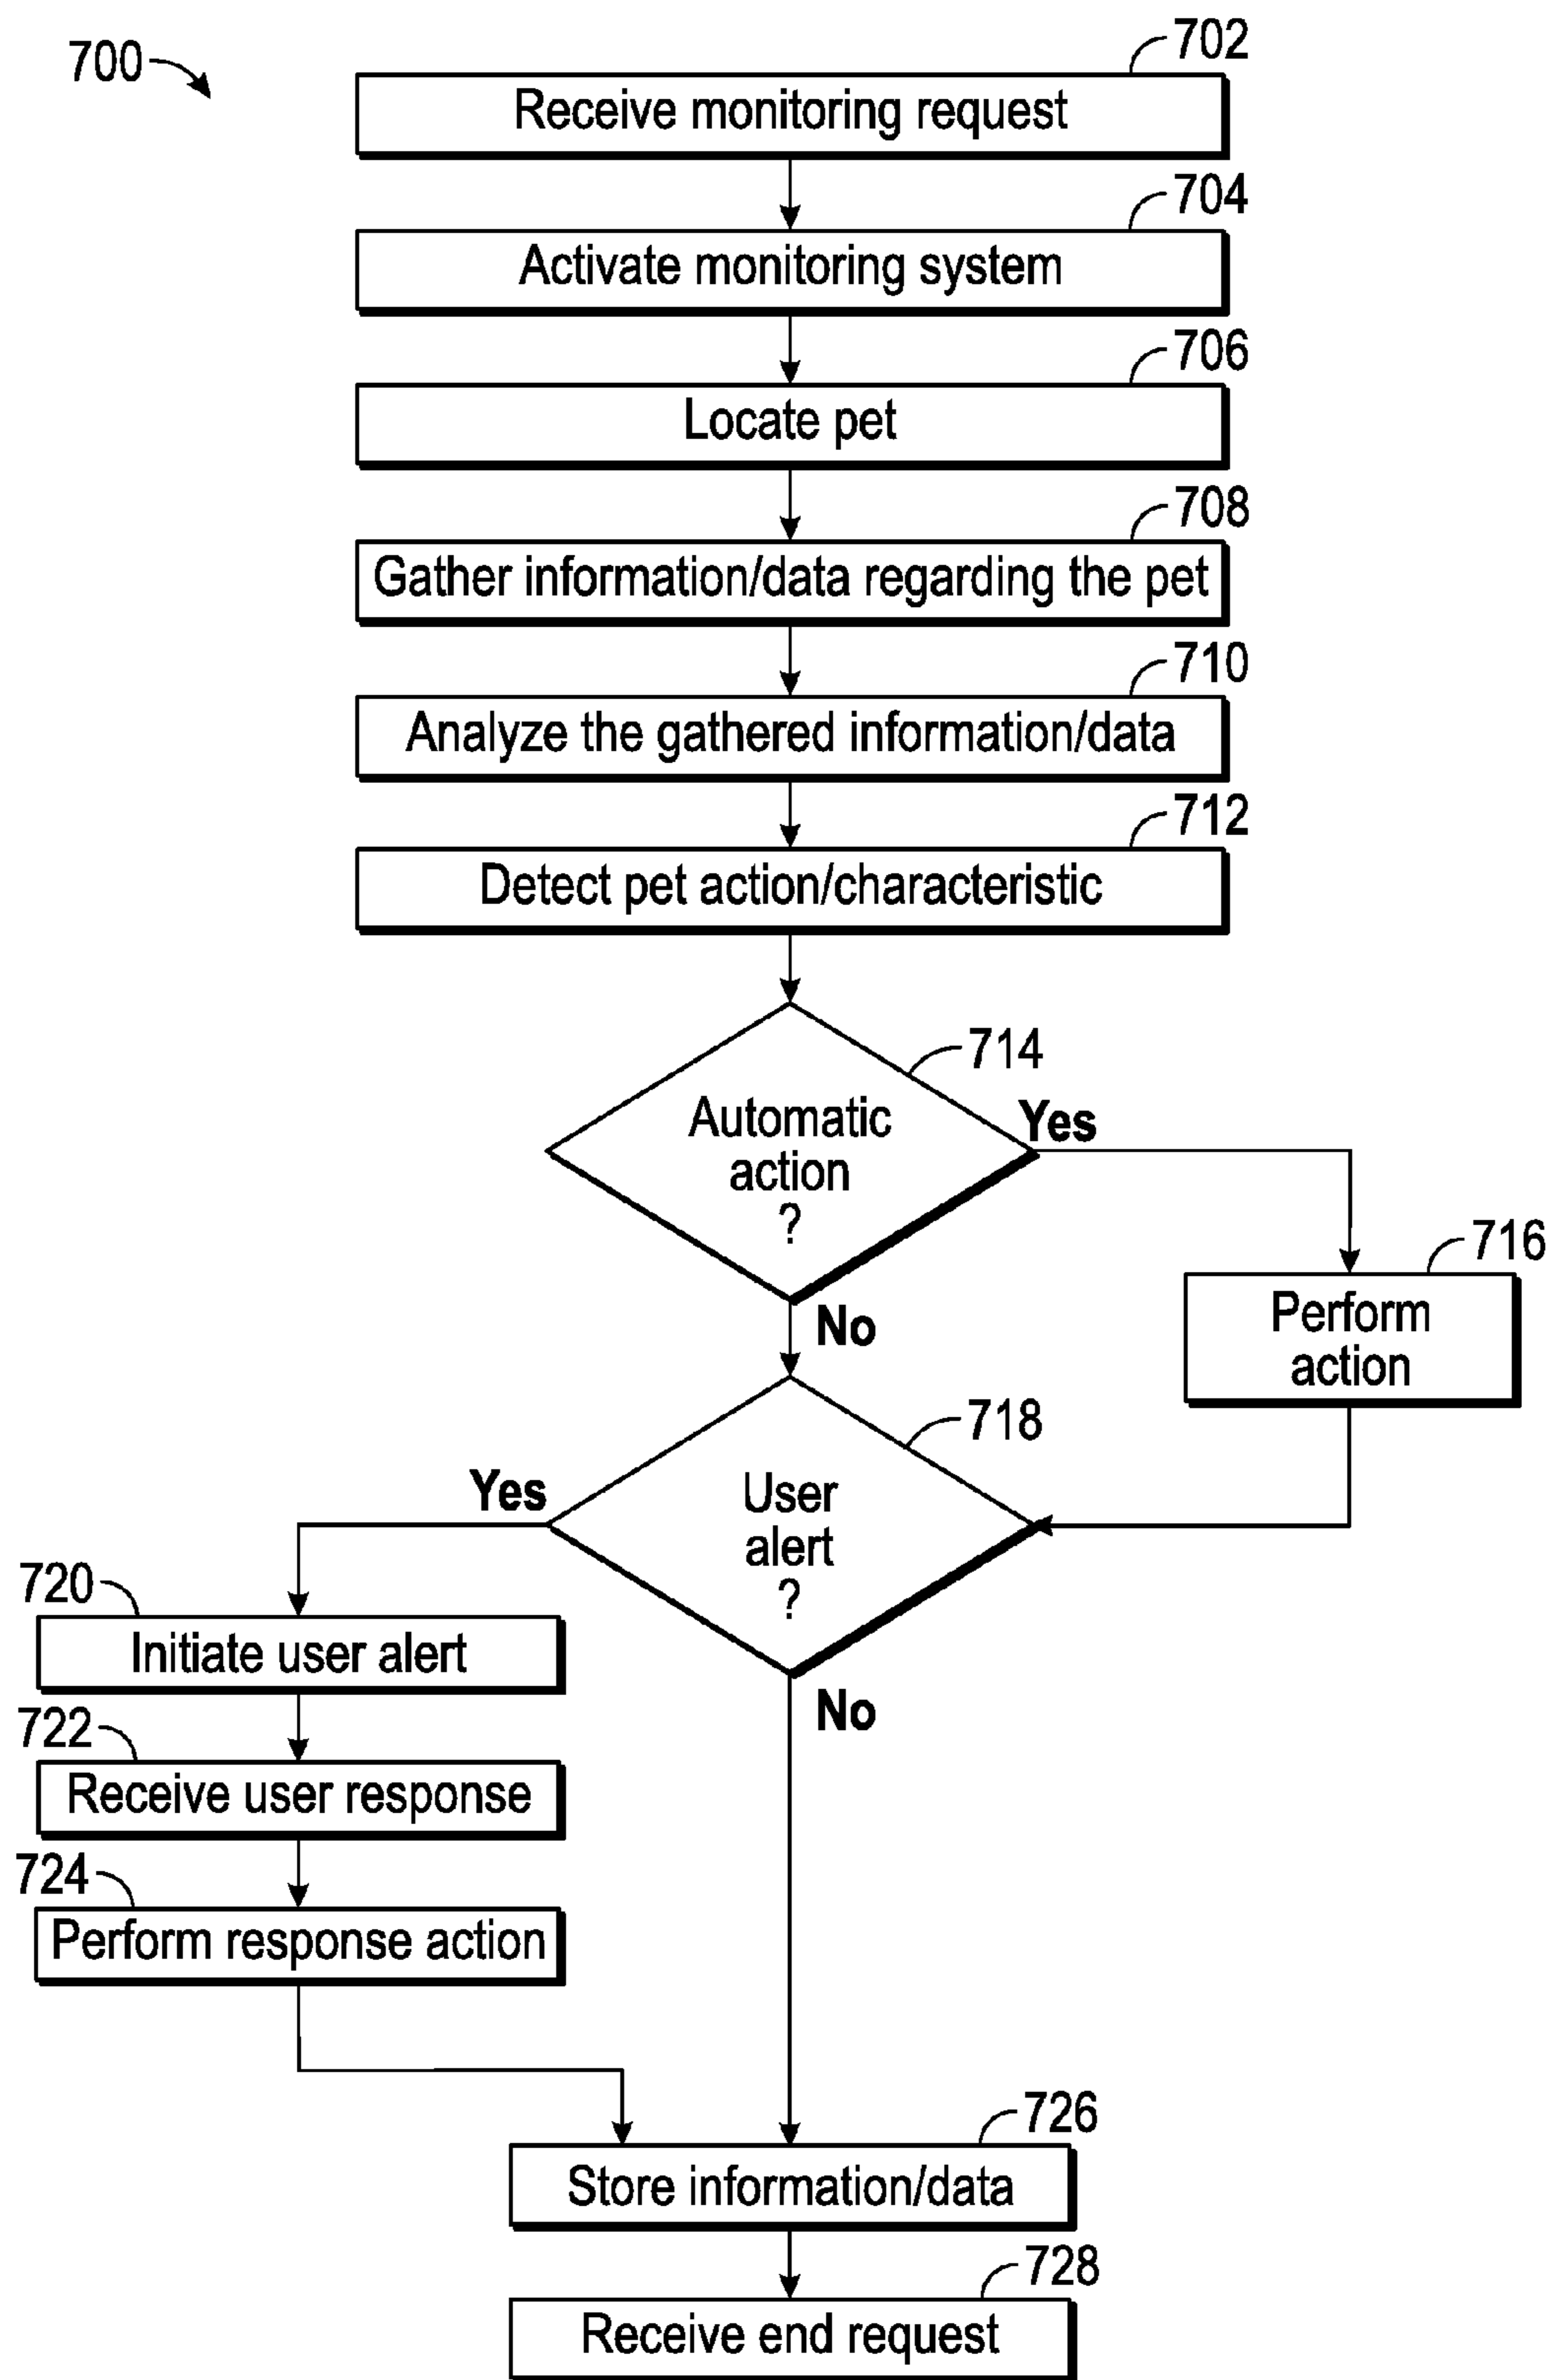 700
702
Receive monitoring request
704
Activate monitoring system
706
Locate pet
708
Gather information/data regarding the pet
710
Analyze the gathered information/data
712
Detect pet action/characteristic
714
Automatic
action
?
Yes
No
716
Perform
action
718
User
alert
?
Yes
No
720
Initiate user alert
722
Receive user response
724
Perform response action
726
Store information/data
728
Receive end request